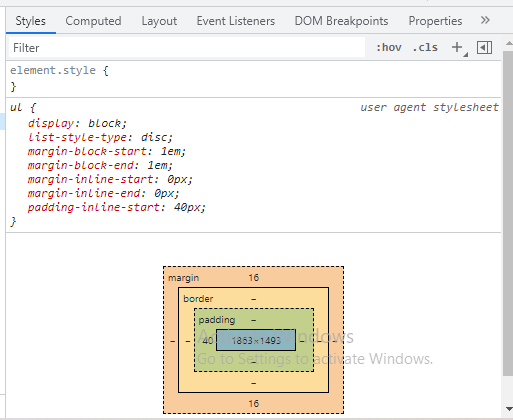 Styles Computed Layout Event Listeners DOM Breakpoints Properties »
Filter :hov .cls +
element.style {
}
ul { user agent stylesheet
display: block;
list-style-type: disc;
margin-block-start: 1em;
margin-block-end: 1em;
margin-inline-start: 0px;
margin-inline-end: 0px;
padding-inline-start: 40px;
}
margin 16
border –
padding –
– – 40 1863×1493 – –
Activate Windows
–
Go to Settings to activate Windows.
–
16